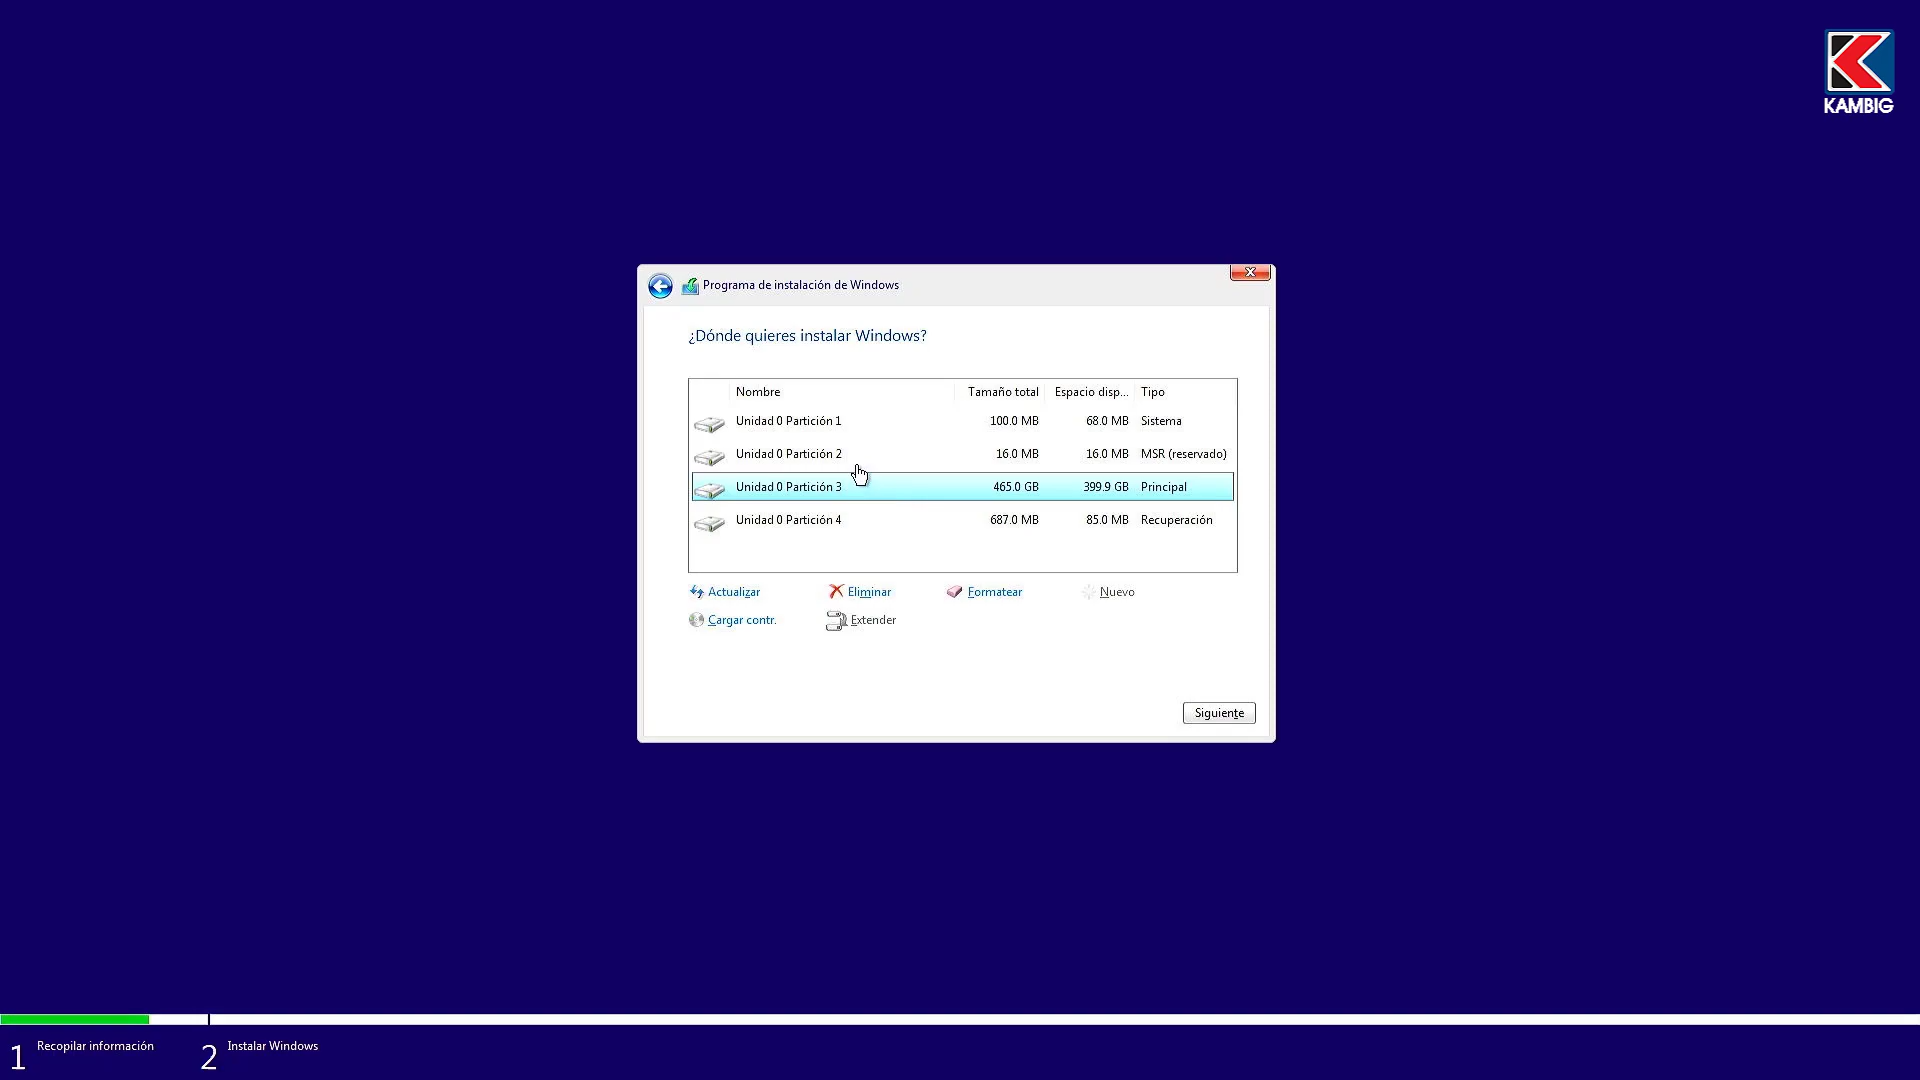 KAMBIG
Programa de instalación de Windows
¿Dónde quieres instalar Windows?
Nombre Tamaño total Espacio disp... Tipo
Unidad 0 Partición 1 100.0 MB 68.0 MB Sistema
Unidad 0 Partición 2 16.0 MB 16.0 MB MSR (reservado)
Unidad 0 Partición 3 465.0 GB 399.9 GB Principal
Unidad 0 Partición 4 687.0 MB 85.0 MB Recuperación
Actualizar Eliminar Formatear Nuevo
Cargar contr. Extender
Siguiente
1 Recopilar información 2 Instalar Windows